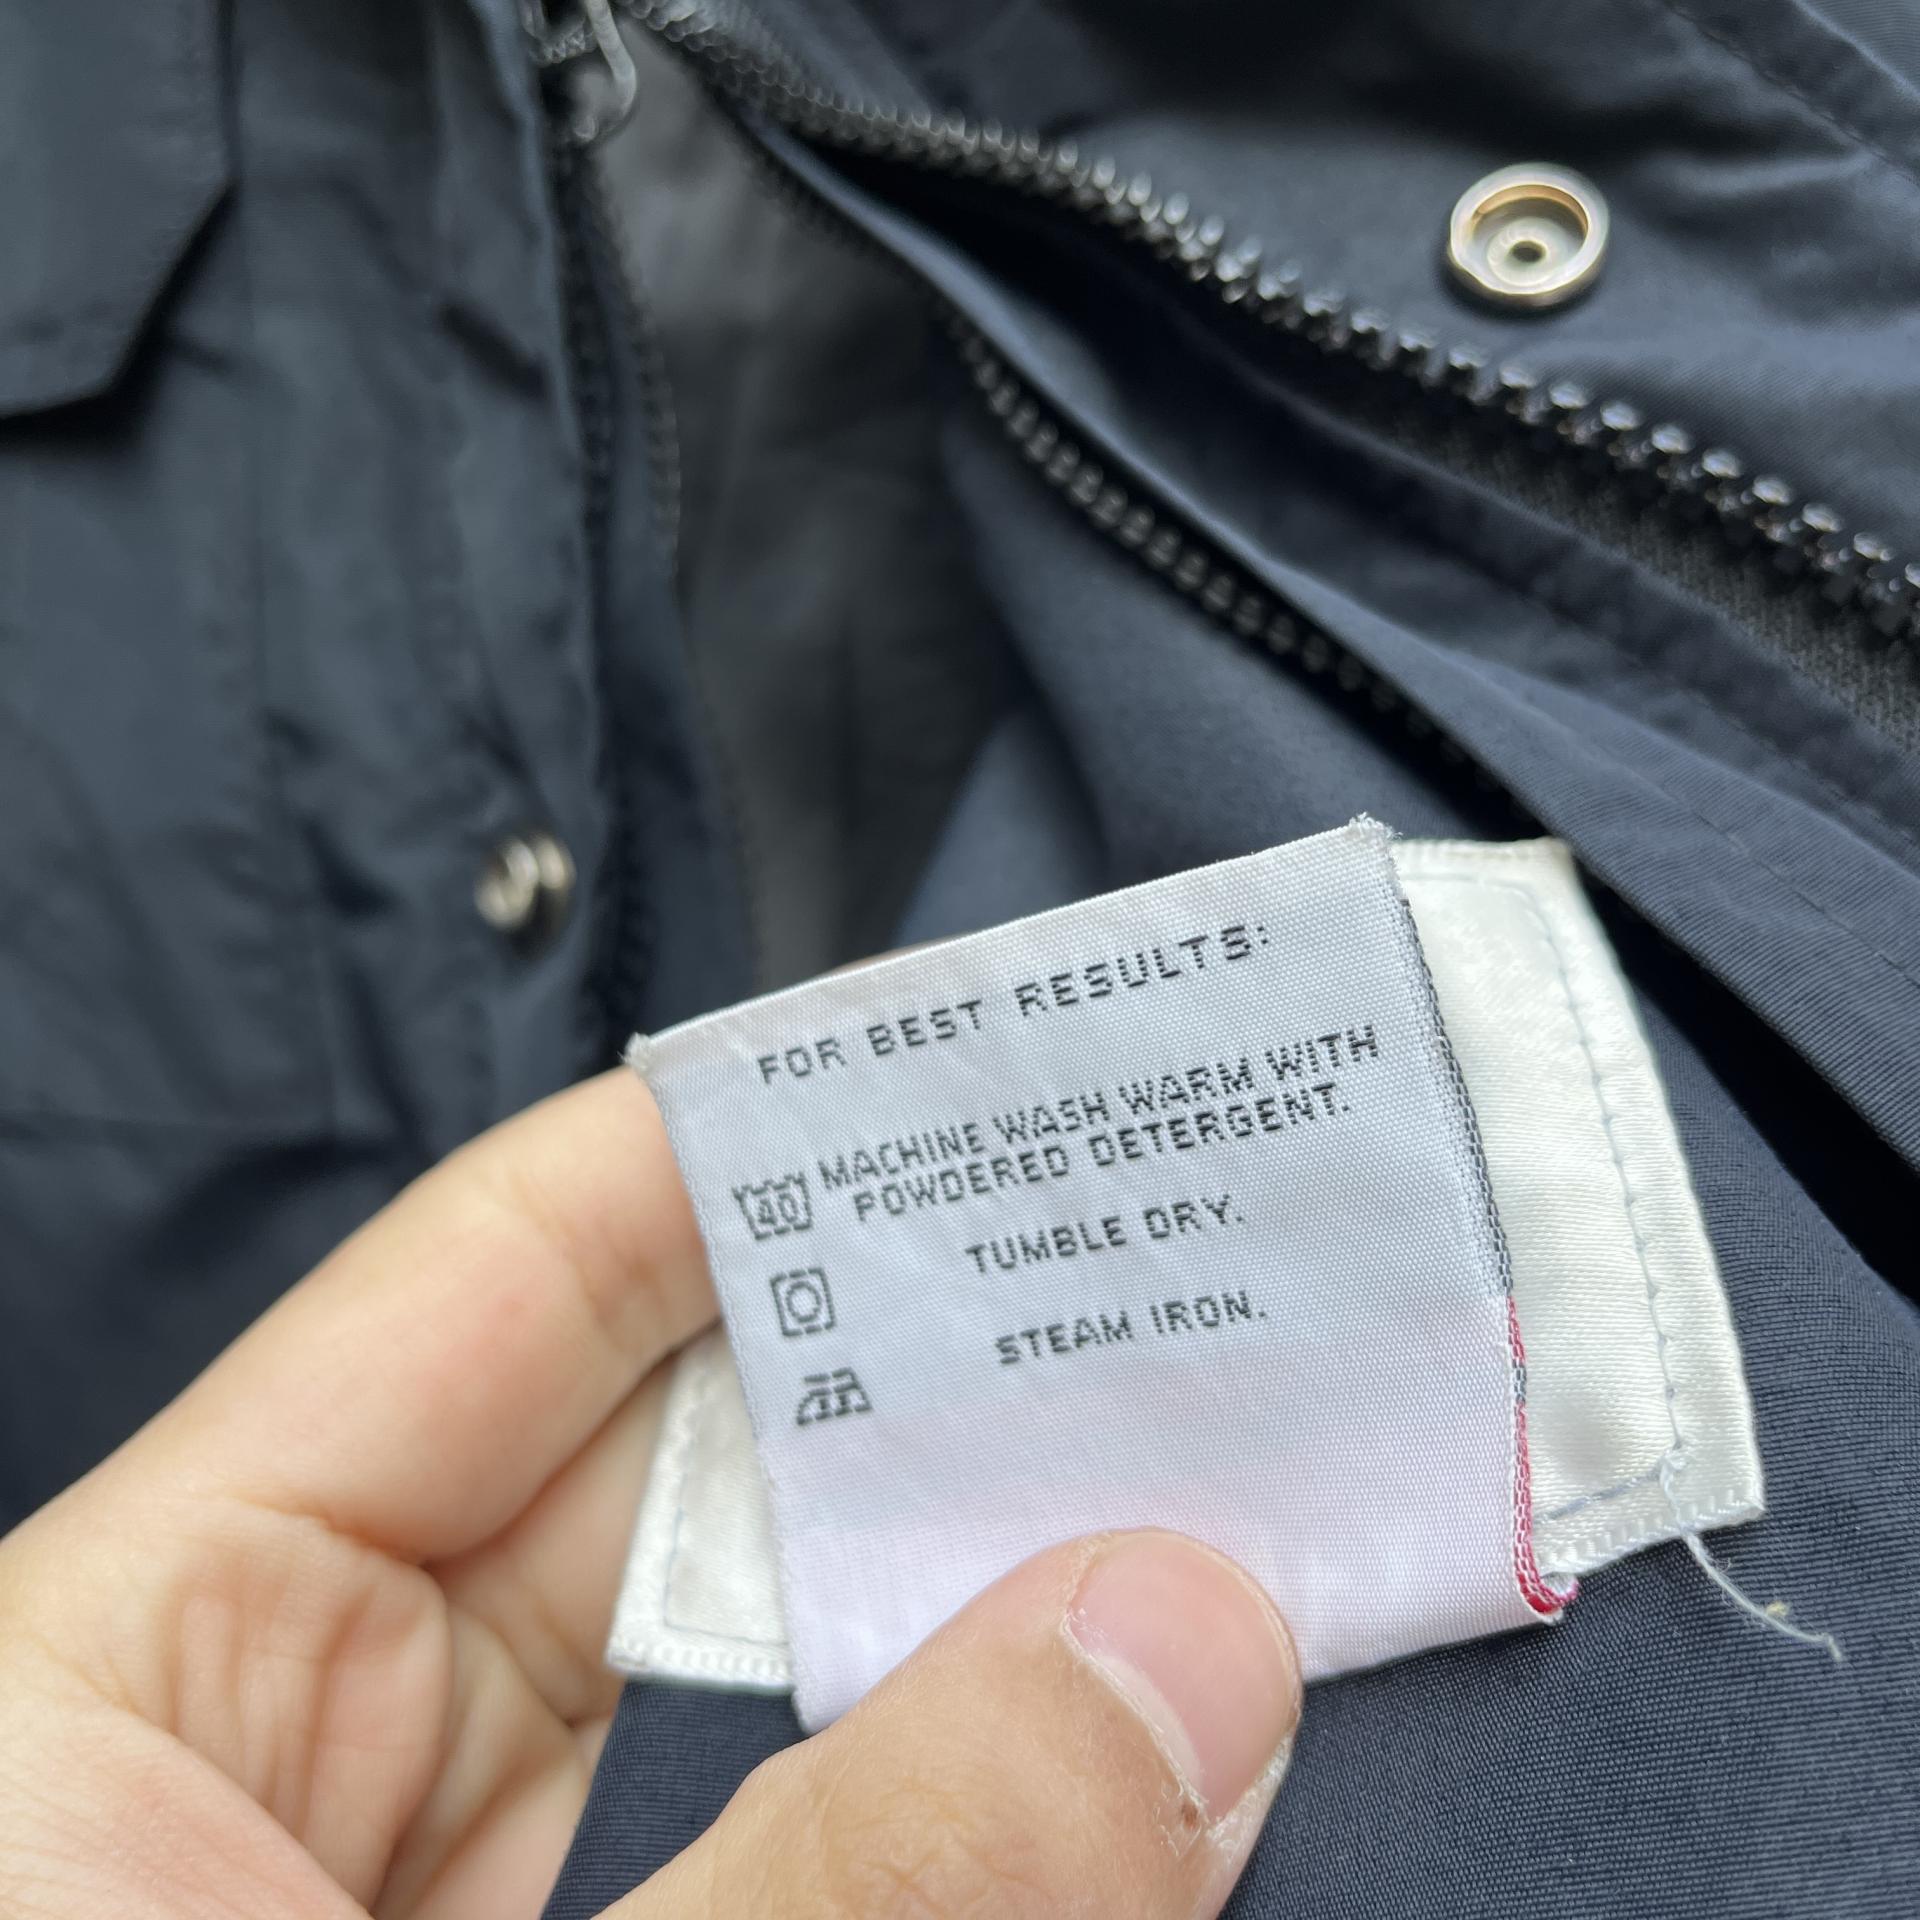 FOR BEST RESULTS:
MACHINE WASH WARM WITH
POWDERED DETERGENT.
40
TUMBLE DRY.
STEAM IRON.